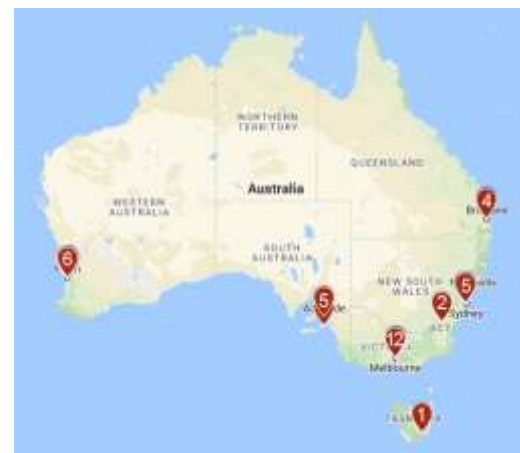 NORTHERN
TERRITORY
QUEENSLAND
Australia
WESTERN
AUSTRALIA
4
SOUTH
AUSTRALIA
6
NEW SOUTH
WALES
5
5
2
Sydney
ACT
12
Melbourne
1